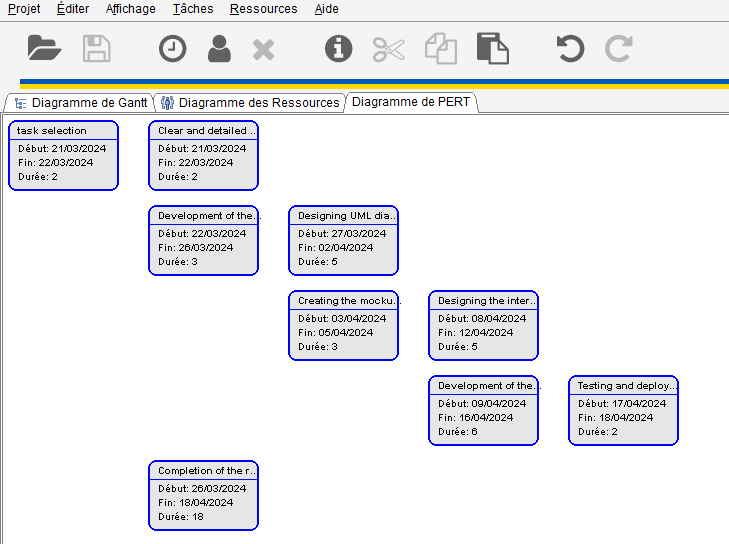 Projet Éditer Affichage Tâches Ressources Aide
Diagramme de Gantt Diagramme des Ressources Diagramme de PERT
task selection
Début: 21/03/2024
Fin: 22/03/2024
Durée: 2
Clear and detailed ..
Début: 21/03/2024
Fin: 22/03/2024
Durée: 2
Development of the..
Début: 22/03/2024
Fin: 26/03/2024
Durée: 3
Designing UML dia..
Début: 27/03/2024
Fin: 02/04/2024
Durée: 5
Creating the mocku..
Début: 03/04/2024
Fin: 05/04/2024
Durée: 3
Designing the inter..
Début: 08/04/2024
Fin: 12/04/2024
Durée: 5
Development of the..
Début: 09/04/2024
Fin: 16/04/2024
Durée: 6
Testing and deploy..
Début: 17/04/2024
Fin: 18/04/2024
Durée: 2
Completion of the r..
Début: 26/03/2024
Fin: 18/04/2024
Durée: 18